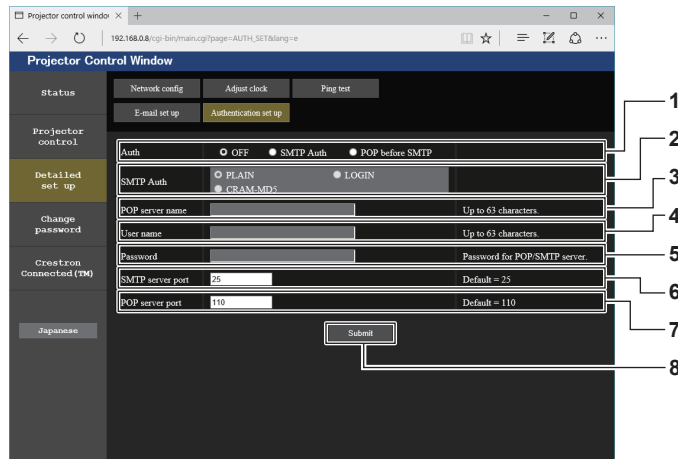 Projector control windo
192.168.0.8/cgi-bin/main.cgi?page=AUTH_SET&lang=e
Projector Control Window
Status
Network config
Adjust clock
Ping test
E-mail set up
Authentication set up
Projector control
Detailed set up
Change password
Crestron Connected(TM)
Japanese
Auth
OFF
SMTP Auth
POP before SMTP
SMTP Auth
PLAIN
LOGIN
CRAM-MD5
POP server name
Up to 63 characters.
User name
Up to 63 characters.
Password
Password for POP/SMTP server.
SMTP server port
25
Default = 25
POP server port
110
Default = 110
Submit
1
2
3
4
5
6
7
8